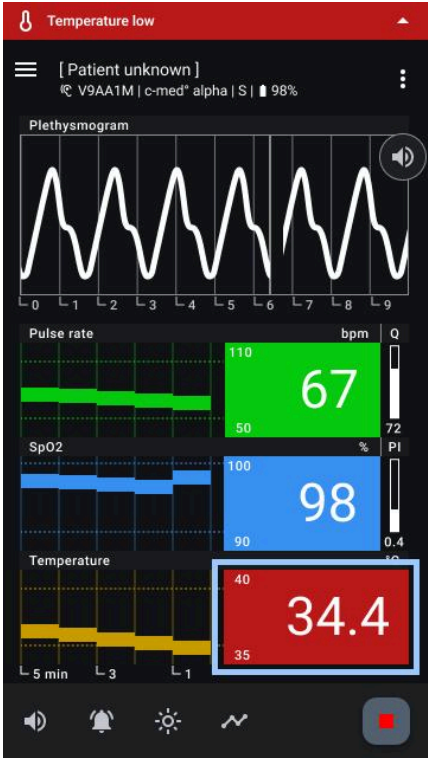 Temperature low
[ Patient unknown ]
V9AA1M | c-med° alpha | S | 98%
Plethysmogram
0 1 2 3 4 5 6 7 8 9
Pulse rate bpm Q
110
67
50 72
SpO2 % PI
100
98
90 0.4
Temperature °C
40
34.4
35
5 min 3 1